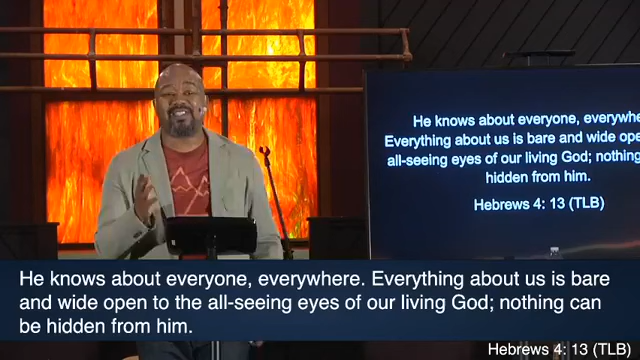 He knows about everyone, everywhe
Everything about us is bare and wide ope
all-seeing eyes of our living God; nothing
hidden from him.
Hebrews 4: 13 (TLB)
He knows about everyone, everywhere. Everything about us is bare
and wide open to the all-seeing eyes of our living God; nothing can
be hidden from him.
Hebrews 4: 13 (TLB)